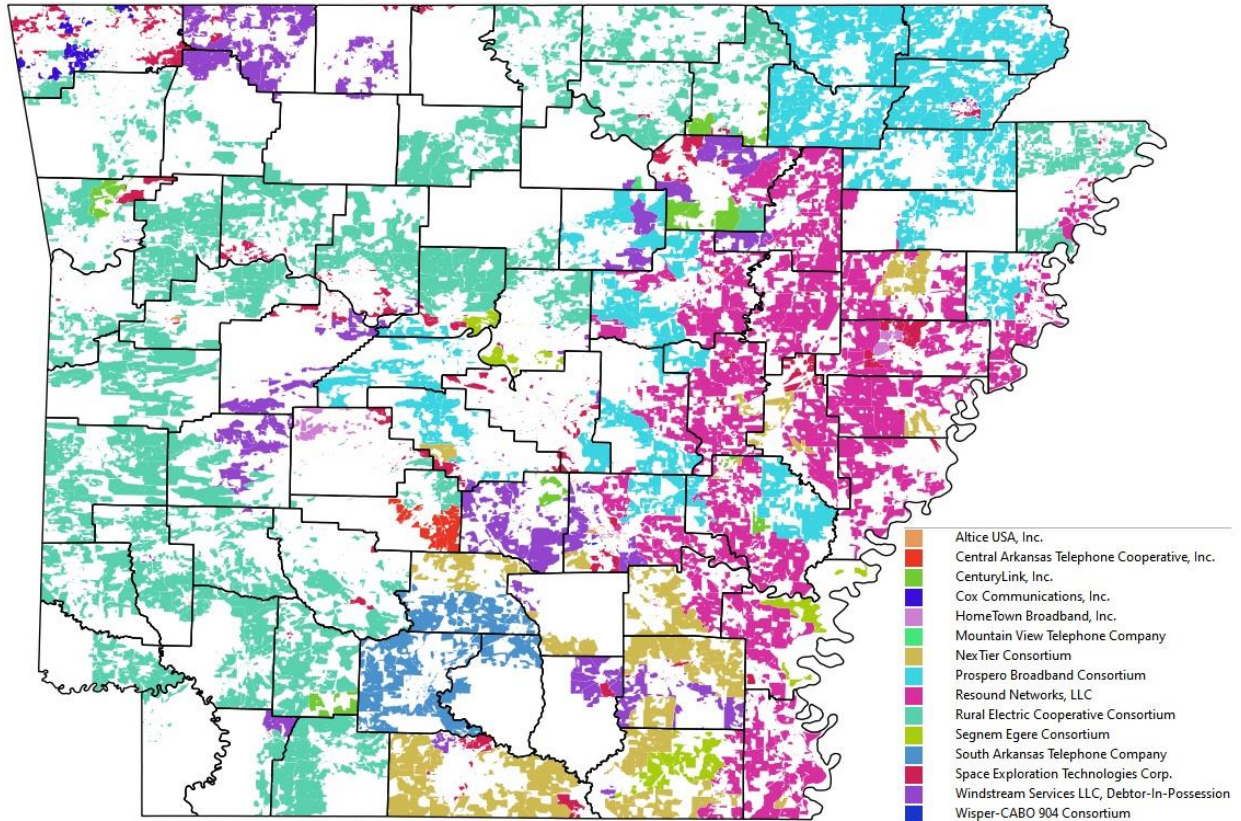 Altice USA, Inc.
Central Arkansas Telephone Cooperative, Inc.
CenturyLink, Inc.
Cox Communications, Inc.
HomeTown Broadband, Inc.
Mountain View Telephone Company
NexTier Consortium
Prospero Broadband Consortium
Resound Networks, LLC
Rural Electric Cooperative Consortium
Segnem Egere Consortium
South Arkansas Telephone Company
Space Exploration Technologies Corp.
Windstream Services LLC, Debtor-In-Possession
Wisper-CABO 904 Consortium